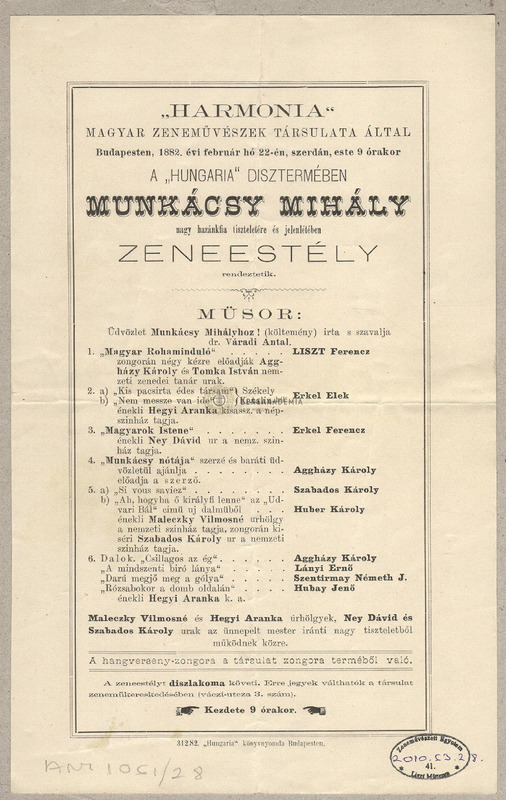 „HARMONIA“
MAGYAR ZENEMŰVÉSZEK TÁRSULATA ÁLTAL
Budapesten, 1882. évi február hó 22-én, szerdán, este 9 órakor
A „HUNGARIA“ DISZTERMÉBEN
MUNKÁCSY MIHÁLY
nagy hazánkfia tiszteletére és jelenlétében
ZENEESTÉLY
rendeztetik.
MŰSOR:
Üdvözlet Munkácsy Mihályhoz! (költemény) irta s szavalja
dr. Váradi Antal.
1. „Magyar Rohaminduló“ . . . . . LISZT Ferencz
zongorán négy kézre előadják Agg-
házy Károly és Tomka István nem-
zeti zenedei tanár urak.
2. a) „Kis pacsirta édes társam“) Székely
Erkel Elek
b) „Nem messze van ide“
énekli Hegyi Aranka kisassz. a nép-
szinház tagja.
3. „Magyarok Istene“ . . . . . . . Erkel Ferencz
énekli Ney Dávid ur a nemz. szin-
ház tagja.
4. „Munkácsy nótája“ szerzé és baráti üd-
vözletül ajánlja . . . . . . . Aggházy Károly
előadja a szerző.
5. a) „Si vous saviez“ . . . . . . . . Szabados Károly
b) „Ah, hogyha ő királyfi lenne“ az „Ud-
vari Bál“ cimü uj dalműből . . . Huber Károly
énekli Maleczky Vilmosné urhölgy
a nemzeti szinház tagja, zongorán ki-
séri Szabados Károly ur a nemzeti
szinház tagja.
6. Dalok. „Csillagos az ég“ . . . . . Aggházy Károly
„A mindszenti biró lánya“ . . . . Lányi Ernő
„Darú megjő meg a gólya“ . . . . . Szentirmay Németh J.
„Rózsabokor a domb oldalán“ . . . Hubay Jenő
énekli Hegyi Aranka k. a.
Maleczky Vilmosné és Hegyi Aranka úrhölgyek, Ney Dávid és
Szabados Károly urak az ünnepelt mester iránti nagy tiszteletből
működnek közre.
A hangverseny-zongora a társulat zongora terméből való.
A zeneestélyt diszlakoma követi. Erre jegyek válthatók a társulat
zeneműkereskedésében (váczi-utcza 3. szám).
Kezdete 9 órakor.
31282. „Hungaria“ könyvnyomda Budapesten.
ANY 1051/28
Zeneművészeti Egyetem
2010.53.2/8.
41.
Liszt Múzeum